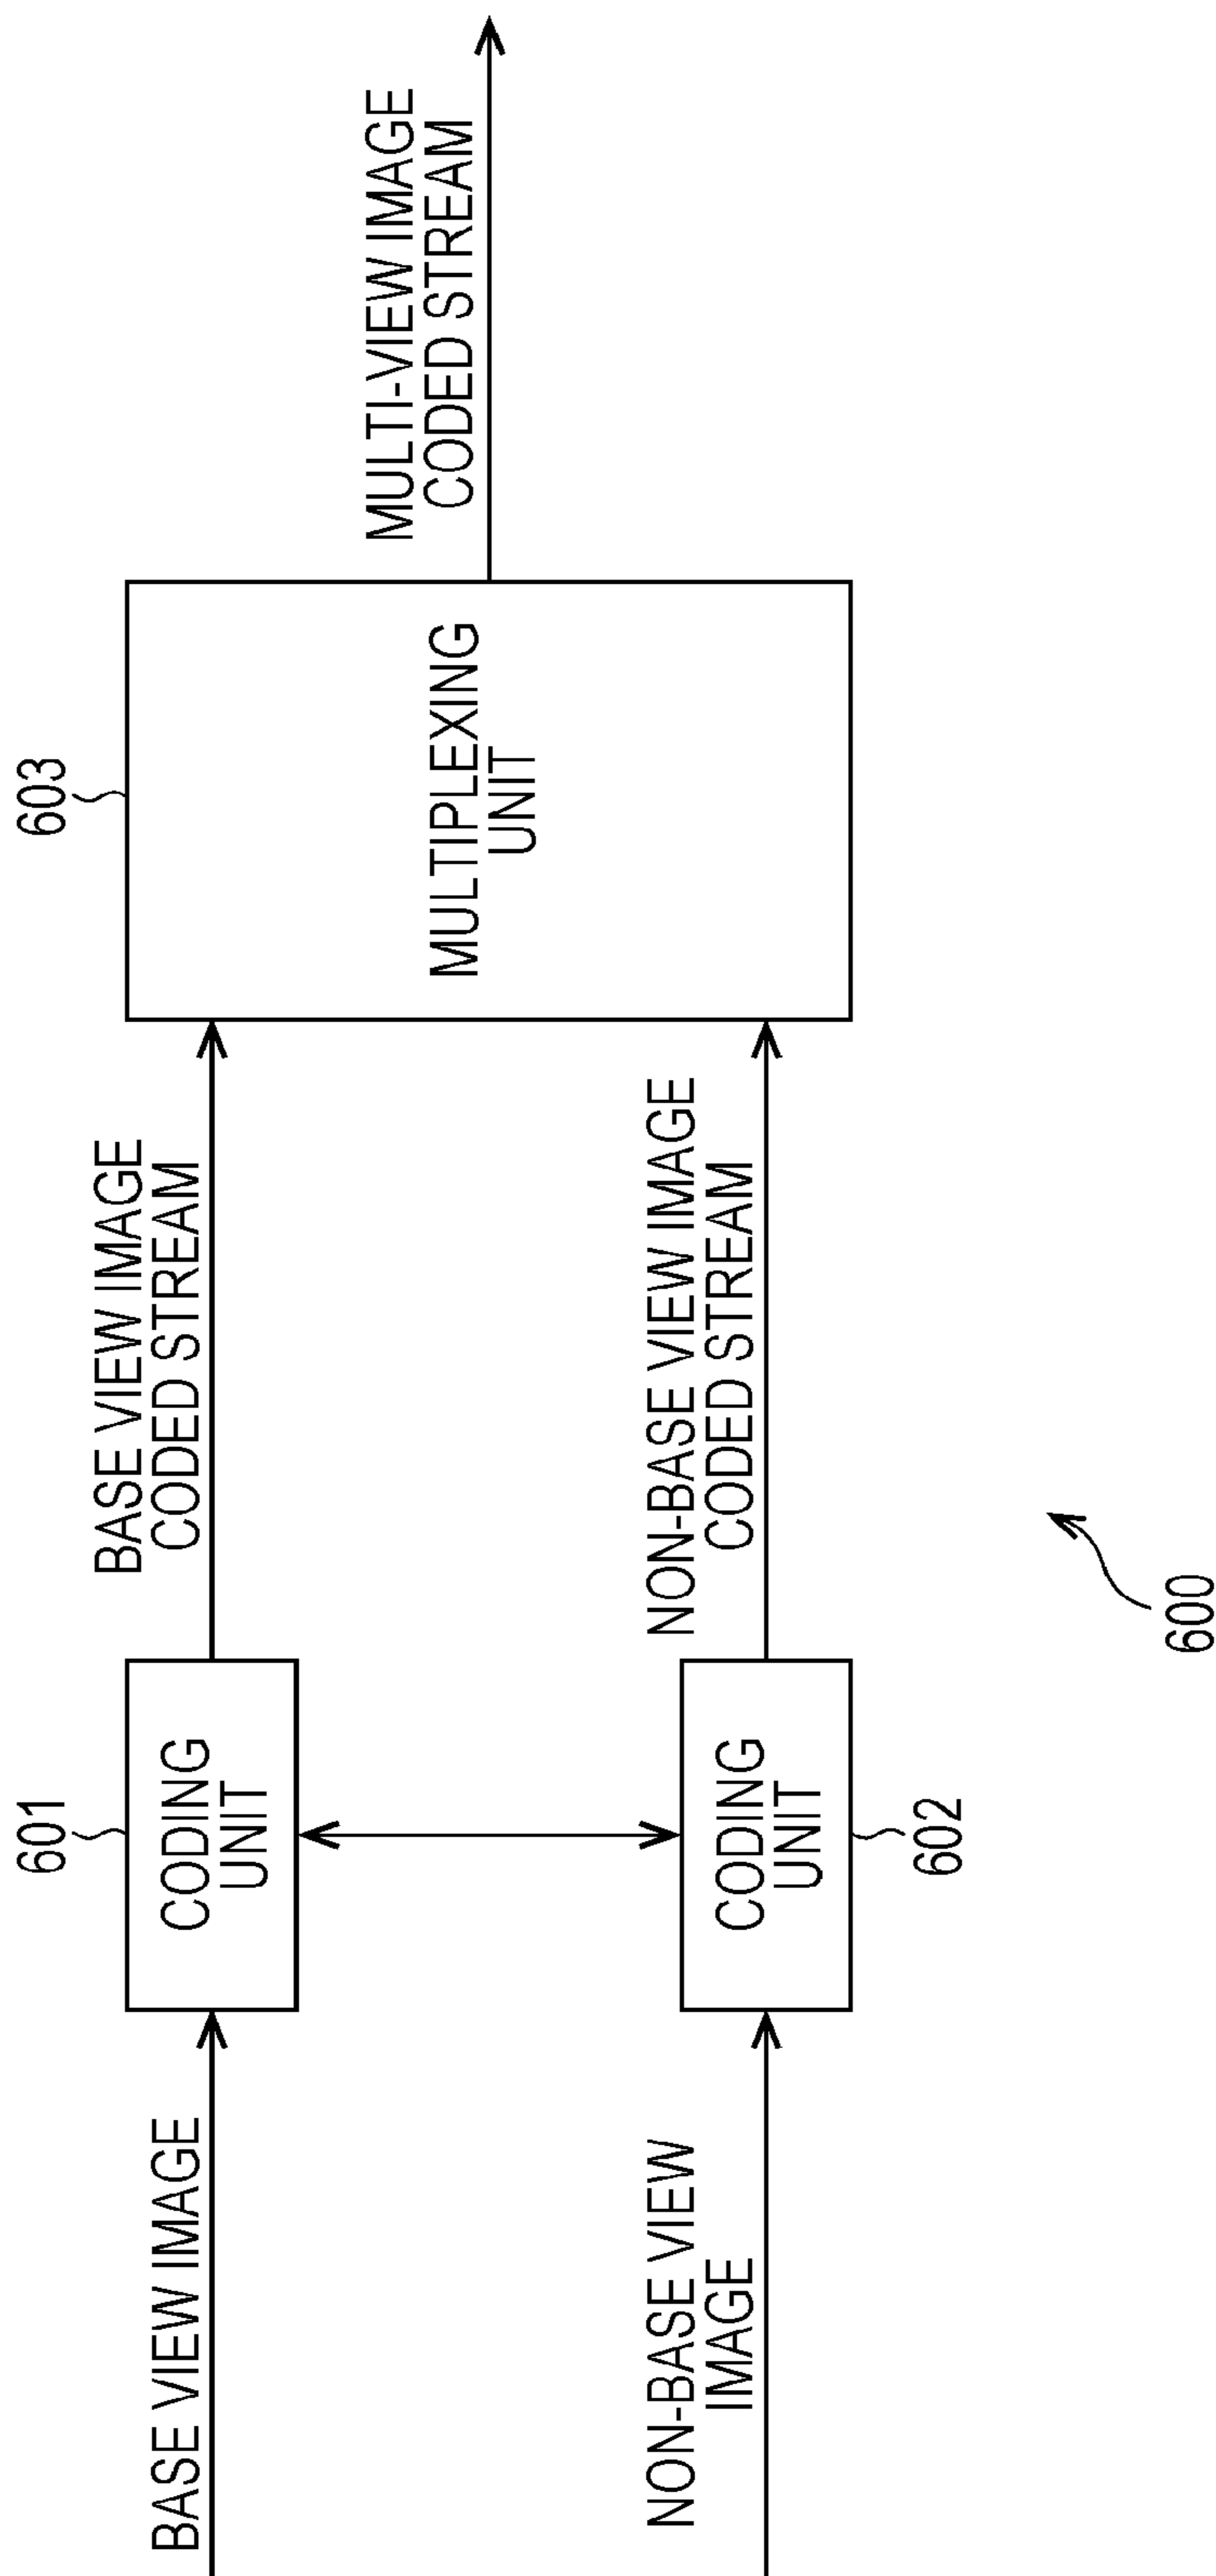 601
603
BASE VIEW IMAGE
CODING
UNIT
BASE VIEW IMAGE
CODED STREAM
MULTIPLEXING
UNIT
MULTI-VIEW IMAGE
CODED STREAM
NON-BASE VIEW
IMAGE
CODING
UNIT
NON-BASE VIEW IMAGE
CODED STREAM
602
600